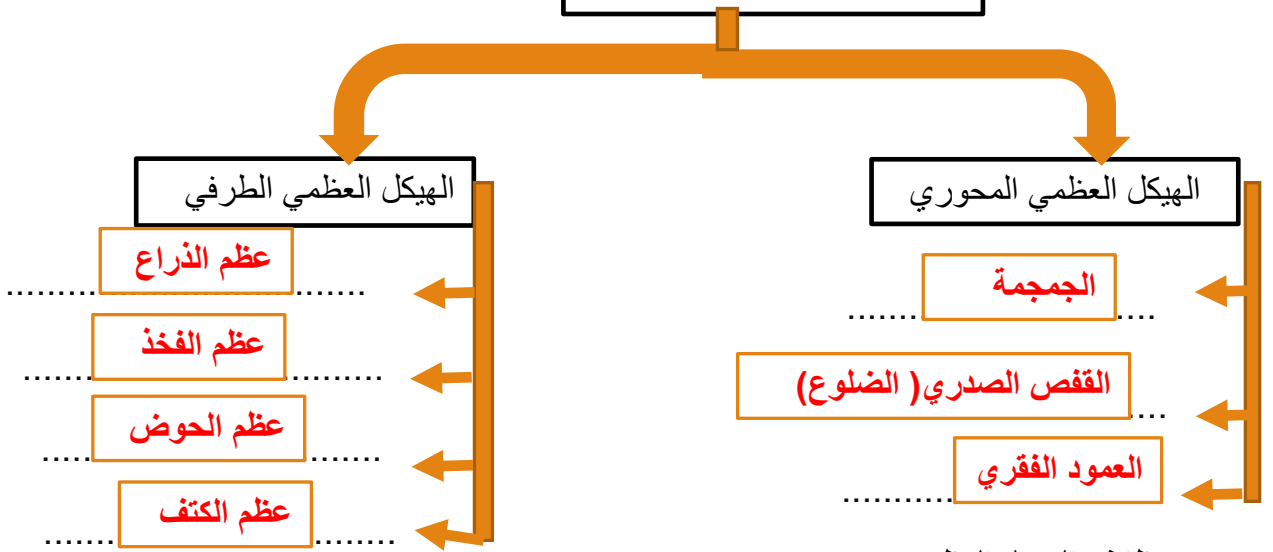 الهيكل العظمي المحوري
الجمجمة
القفص الصدري( الضلوع)
العمود الفقري
الهيكل العظمي الطرفي
عظم الذراع
عظم الفخذ
عظم الحوض
عظم الكتف